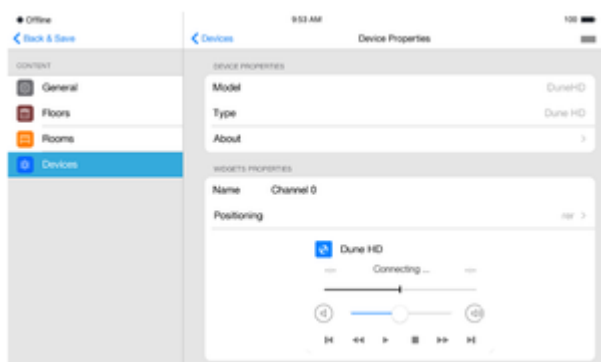 Offline
9:53 AM
100
Back & Save
Devices
Device Properties
CONTENT
General
Floors
Rooms
Devices
DEVICE PROPERTIES
Model DuneHD
Type Dune HD
About
WIDGETS PROPERTIES
Name Channel 0
Positioning
Dune HD
Connecting ...